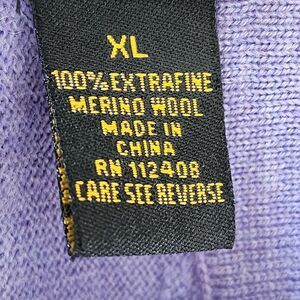 XL
100% EXTRAFINE
MERINO WOOL
MADE IN
CHINA
RN 112408
CARE SEE REVERSE